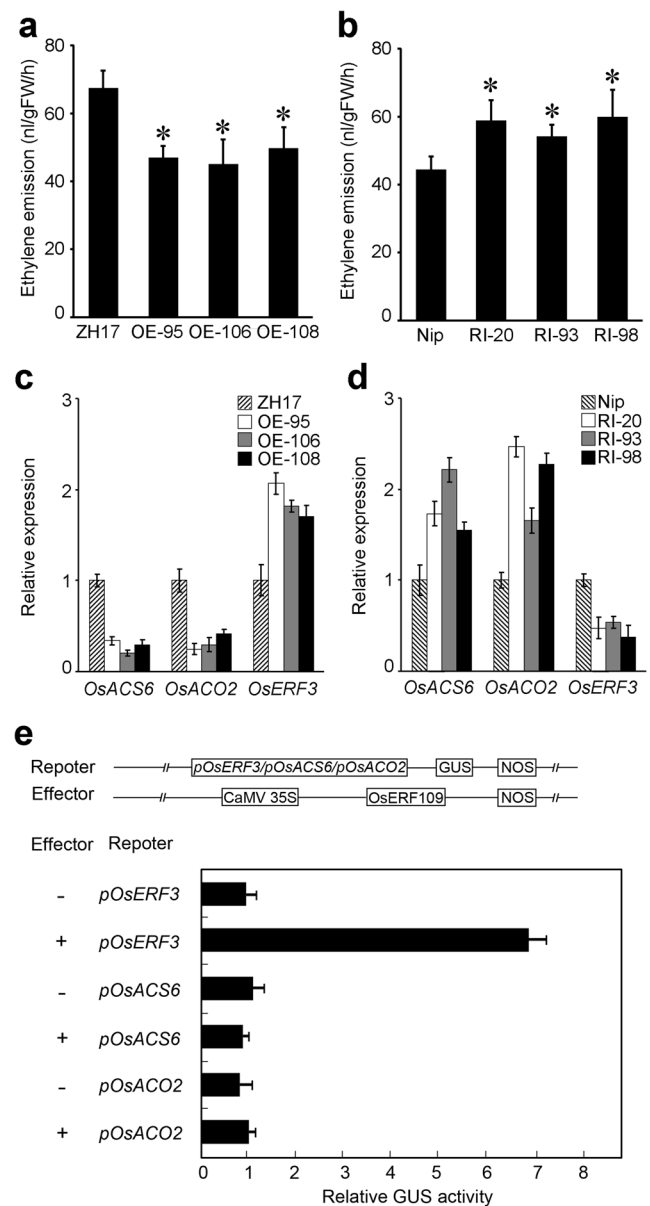 a
Ethylene emission (nl/gFW/h)
80
60
40
20
0
*
*
*
ZH17 OE-95 OE-106 OE-108
b
Ethylene emission (nl/gFW/h)
80
60
40
20
0
*
*
*
Nip RI-20 RI-93 RI-98
c
Relative expression
3
2
1
0
ZH17
OE-95
OE-106
OE-108
OsACS6 OsACO2 OsERF3
d
Relative expression
3
2
1
0
Nip
RI-20
RI-93
RI-98
OsACS6 OsACO2 OsERF3
e
Repoter // pOsERF3/pOsACS6/pOsACO2 GUS NOS //
Effector // CaMV 35S OsERF109 NOS //
Effector Repoter
- pOsERF3
+ pOsERF3
- pOsACS6
+ pOsACS6
- pOsACO2
+ pOsACO2
0 1 2 3 4 5 6 7 8
Relative GUS activity